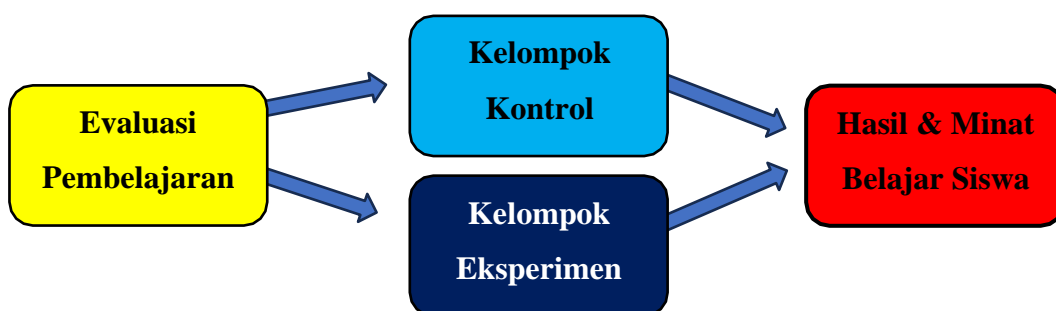 Evaluasi
Pembelajaran
Kelompok
Kontrol
Kelompok
Eksperimen
Hasil & Minat
Belajar Siswa